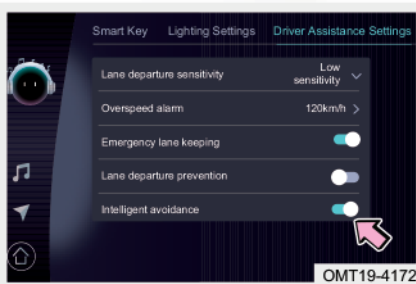 Smart Key Lighting Settings Driver Assistance Settings
Lane departure sensitivity Low sensitivity
Overspeed alarm 120km/h
Emergency lane keeping
Lane departure prevention
Intelligent avoidance
OMT19-4172